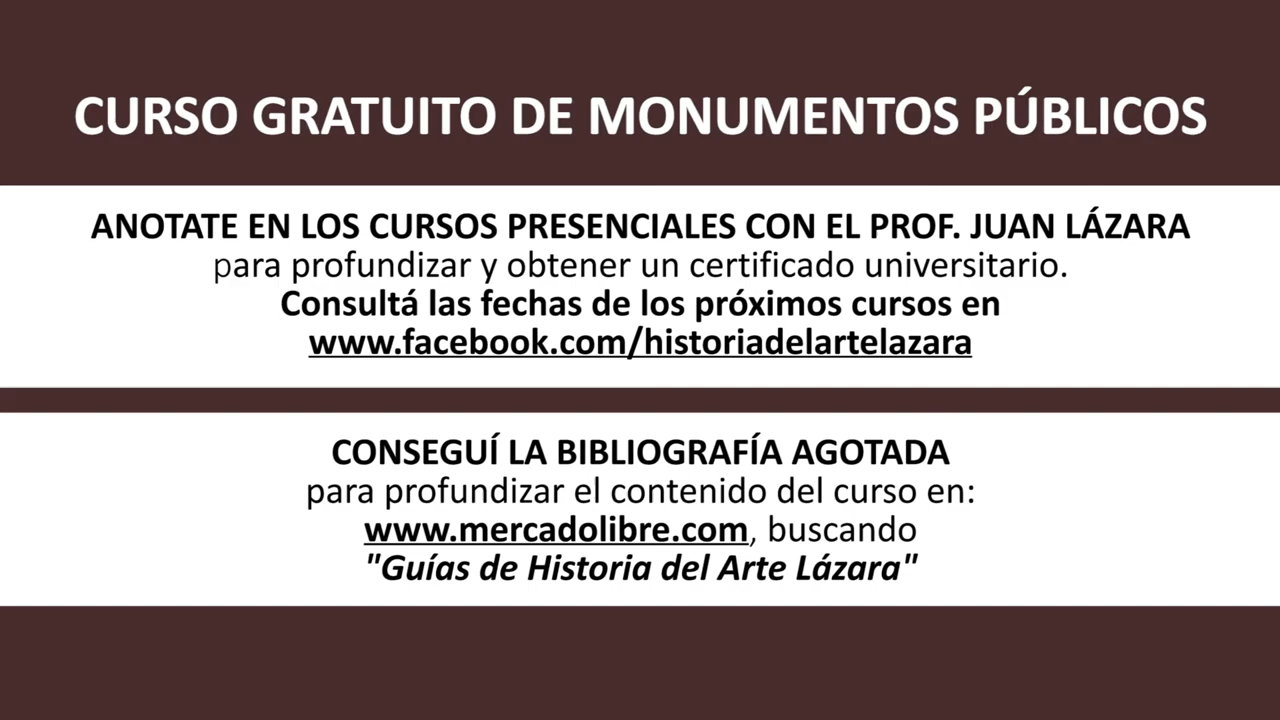 CURSO GRATUITO DE MONUMENTOS PÚBLICOS
ANOTATE EN LOS CURSOS PRESENCIALES CON EL PROF. JUAN LÁZARA
para profundizar y obtener un certificado universitario.
Consultá las fechas de los próximos cursos en
www.facebook.com/historiadelartelazara
CONSEGUÍ LA BIBLIOGRAFÍA AGOTADA
para profundizar el contenido del curso en:
www.mercadolibre.com, buscando
"Guías de Historia del Arte Lázara"